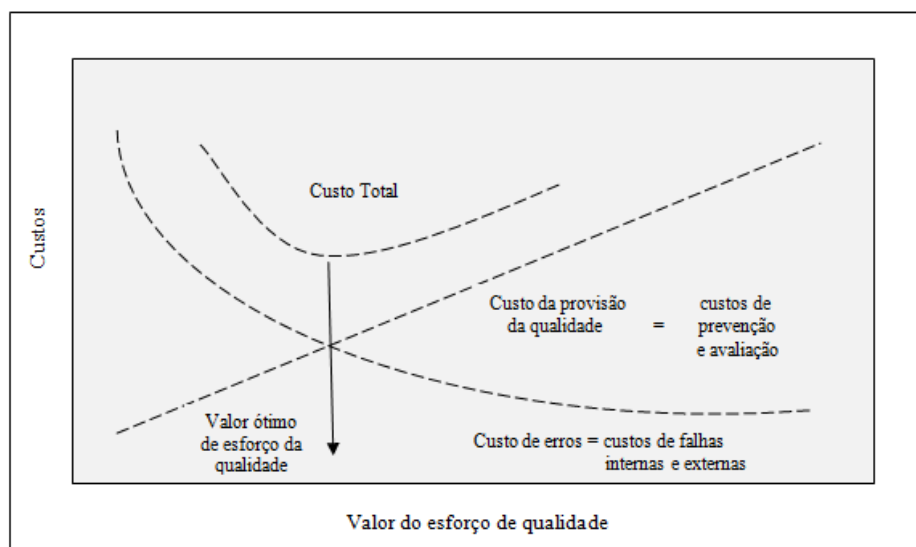 Custo Total
Custos
Custo da provisão
da qualidade
=
custos de
prevenção
e avaliação
Valor ótimo
de esforço da
qualidade
Custo de erros = custos de falhas
internas e externas
Valor do esforço de qualidade